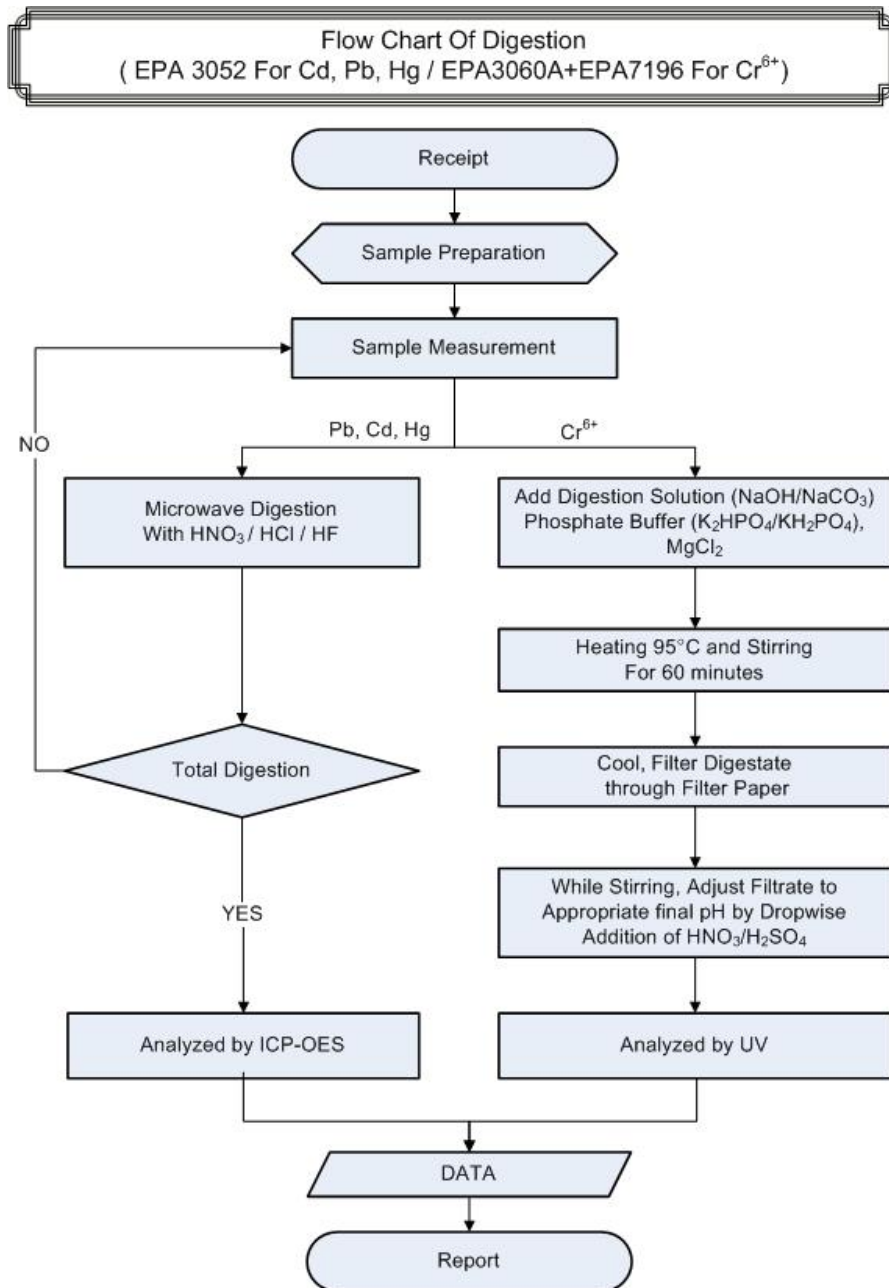 Flow Chart Of Digestion
( EPA 3052 For Cd, Pb, Hg / EPA3060A+EPA7196 For Cr⁶⁺)
Receipt
Sample Preparation
Sample Measurement
NO
Pb, Cd, Hg
Cr⁶⁺
Microwave Digestion
With HNO₃ / HCl / HF
Total Digestion
YES
Analyzed by ICP-OES
Add Digestion Solution (NaOH/NaCO₃)
Phosphate Buffer (K₂HPO₄/KH₂PO₄),
MgCl₂
Heating 95°C and Stirring
For 60 minutes
Cool, Filter Digestate
through Filter Paper
While Stirring, Adjust Filtrate to
Appropriate final pH by Dropwise
Addition of HNO₃/H₂SO₄
Analyzed by UV
DATA
Report